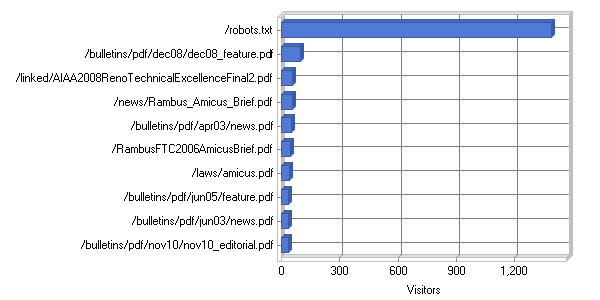 /robots.txt
/bulletins/pdf/dec08/dec08_feature.pdf
/linked/AIAA2008RenoTechnicalExcellenceFinal2.pdf
/news/Rambus_Amicus_Brief.pdf
/bulletins/pdf/apr03/news.pdf
/RambusFTC2006AmicusBrief.pdf
/laws/amicus.pdf
/bulletins/pdf/jun05/feature.pdf
/bulletins/pdf/jun03/news.pdf
/bulletins/pdf/nov10/nov10_editorial.pdf
0 300 600 900 1,200
Visitors